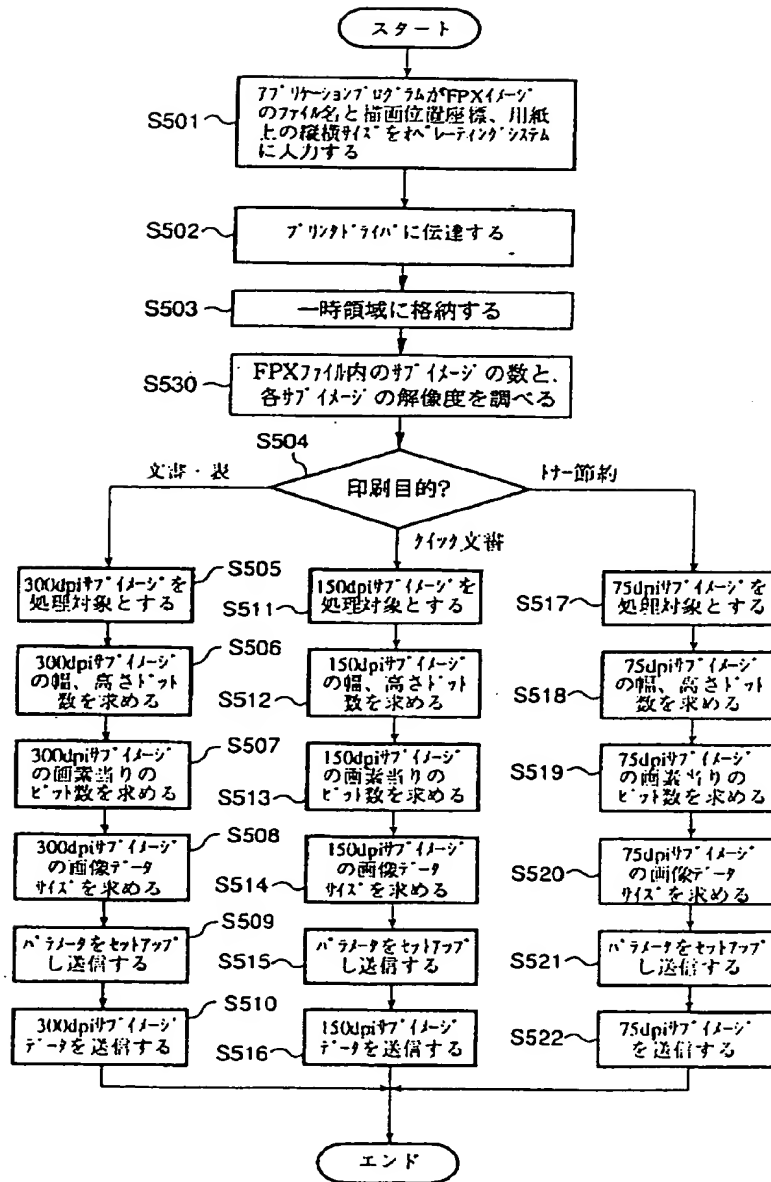 スタート
S501
アプリケーションプログラムがFPXイメージ
のファイル名と描画位置座標、用紙
上の縦横サイズをオペレーティングシステム
に入力する
S502
プリンタドライバに伝達する
S503
一時領域に格納する
S530
FPXファイル内のサブイメージの数と、
各サブイメージの解像度を調べる
S504
印刷目的?
文書・表
クイック文書
トナー節約
S505
300dpiサブイメージを
処理対象とする
S506
300dpiサブイメージ
の幅、高さドット
数を求める
S507
300dpiサブイメージ
の画素当りの
ビット数を求める
S508
300dpiサブイメージ
の画像データ
サイズを求める
S509
パラメータをセットアップ
し送信する
S510
300dpiサブイメージ
データを送信する
S511
150dpiサブイメージを
処理対象とする
S512
150dpiサブイメージ
の幅、高さドット
数を求める
S513
150dpiサブイメージ
の画素当りの
ビット数を求める
S514
150dpiサブイメージ
の画像データ
サイズを求める
S515
パラメータをセットアップ
し送信する
S516
150dpiサブイメージ
データを送信する
S517
75dpiサブイメージを
処理対象とする
S518
75dpiサブイメージ
の幅、高さドット
数を求める
S519
75dpiサブイメージ
の画素当りの
ビット数を求める
S520
75dpiサブイメージ
の画像データ
サイズを求める
S521
パラメータをセットアップ
し送信する
S522
75dpiサブイメージ
を送信する
エンド